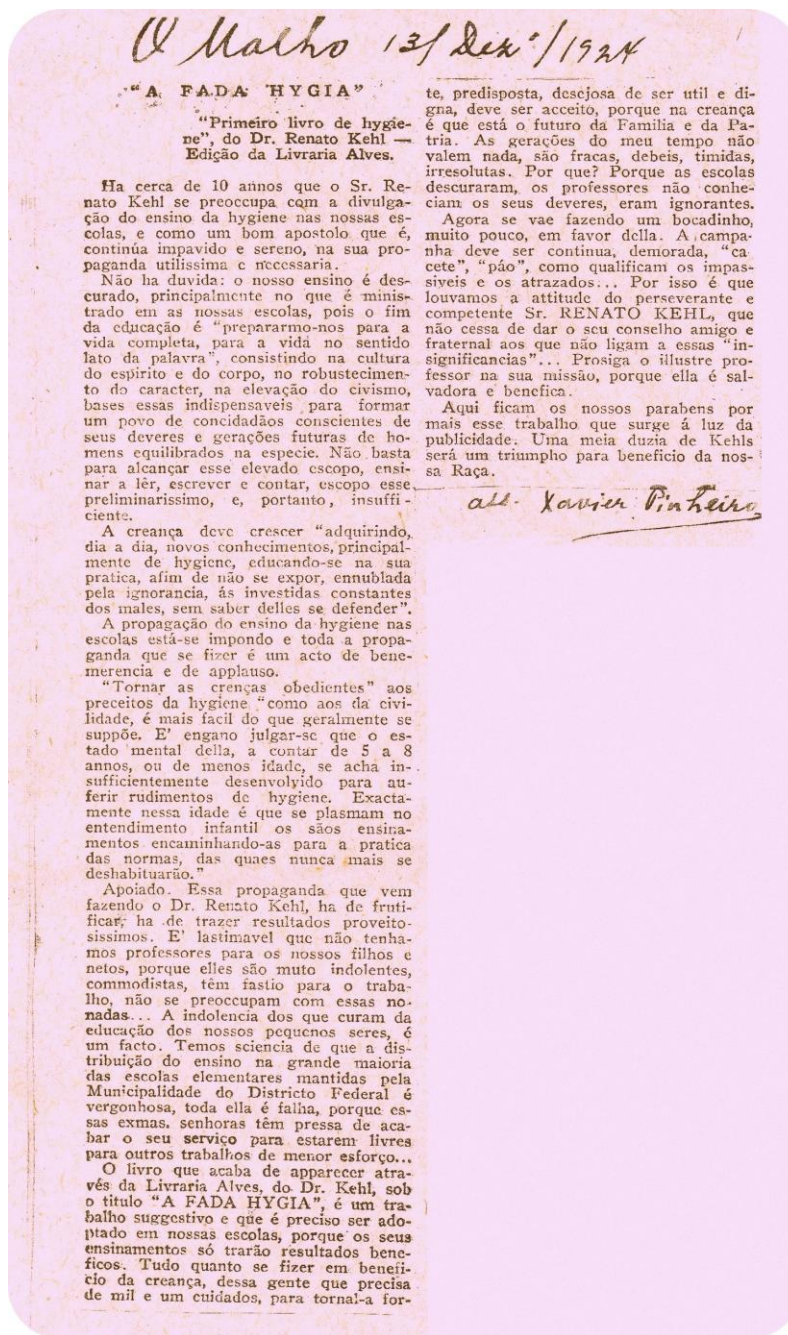 O Malho 13/Dezº/1924
"A FADA HYGIA"
"Primeiro livro de hygie-
ne", do Dr. Renato Kehl —
Edição da Livraria Alves.
Ha cerca de 10 annos que o Sr. Re-
nato Kehl se preoccupa com a divulga-
ção do ensino da hygiene nas nossas es-
colas, e como um bom apostolo que é,
continúa impavido e sereno, na sua pro-
paganda utilissima e necessaria.
Não ha duvida: o nosso ensino é des-
curado, principalmente no que é minis-
trado em as nossas escolas, pois o fim
da educação é "prepararmo-nos para a
vida completa, para a vida no sentido
lato da palavra", consistindo na cultura
do espirito e do corpo, no robustecimen-
to do caracter, na elevação do civismo,
bases essas indispensaveis para formar
um povo de concidadãos conscientes de
seus deveres e gerações futuras de ho-
mens equilibrados na especie. Não basta
para alcançar esse elevado escopo, ensi-
nar a lêr, escrever e contar, escopo esse
preliminarissimo, e, portanto, insuffi-
ciente.
A creança deve crescer "adquirindo,
dia a dia, novos conhecimentos, principal-
mente de hygiene, educando-se na sua
pratica, afim de não se expor, ennublada
pela ignorancia, ás investidas constantes
dos males, sem saber delles se defender".
A propagação do ensino da hygiene nas
escolas está-se impondo e toda a propa-
ganda que se fizer é um acto de bene-
merencia e de applauso.
"Tornar as crenças obedientes" aos
preceitos da hygiene "como aos da civi-
lidade, é mais facil do que geralmente se
suppõe. E' engano julgar-se que o es-
tado mental della, a contar de 5 a 8
annos, ou de menos idade, se acha in-
sufficientemente desenvolvido para au-
ferir rudimentos de hygiene. Exacta-
mente nessa idade é que se plasmam no
entendimento infantil os sãos ensina-
mentos encaminhando-as para a pratica
das normas, das quaes nunca mais se
deshabituarão."
Apoiado. Essa propaganda que vem
fazendo o Dr. Renato Kehl, ha de fruti-
ficar, ha de trazer resultados proveito-
sissimos. E' lastimavel que não tenha-
mos professores para os nossos filhos e
netos, porque elles são muto indolentes,
commodistas, têm fastio para o traba-
lho, não se preoccupam com essas no-
nadas... A indolencia dos que curam da
educação dos nossos pequenos seres, é
um facto. Temos sciencia de que a dis-
tribuição do ensino na grande maioria
das escolas elementares mantidas pela
Municipalidade do Districto Federal é
vergonhosa, toda ella é falha, porque es-
sas exmas. senhoras têm pressa de aca-
bar o seu serviço para estarem livres
para outros trabalhos de menor esforço...
O livro que acaba de apparecer atra-
vés da Livraria Alves, do Dr. Kehl, sob
o titulo "A FADA HYGIA", é um tra-
balho suggestivo e que é preciso ser ado-
ptado em nossas escolas, porque os seus
ensinamentos só trarão resultados bene-
ficos. Tudo quanto se fizer em benefi-
cio da creança, dessa gente que precisa
de mil e um cuidados, para tornal-a for-
te, predisposta, desejosa de ser util e di-
gna, deve ser acceito, porque na creança
é que está o futuro da Familia e da Pa-
tria. As gerações do meu tempo não
valem nada, são fracas, debeis, timidas,
irresolutas. Por que? Porque as escolas
descuraram, os professores não conhe-
ciam os seus deveres, eram ignorantes.
Agora se vae fazendo um bocadinho,
muito pouco, em favor della. A campa-
nha deve ser continua, demorada, "ca
cete", "páo", como qualificam os impas-
siveis e os atrazados... Por isso é que
louvamos a attitude do perseverante e
competente Sr. RENATO KEHL, que
não cessa de dar o seu conselho amigo e
fraternal aos que não ligam a essas "in-
significancias"... Prosiga o illustre pro-
fessor na sua missão, porque ella é sal-
vadora e benefica.
Aqui ficam os nossos parabens por
mais esse trabalho que surge á luz da
publicidade. Uma meia duzia de Kehls
será um triumpho para beneficio da nos-
sa Raça.
Xavier Pinheiro